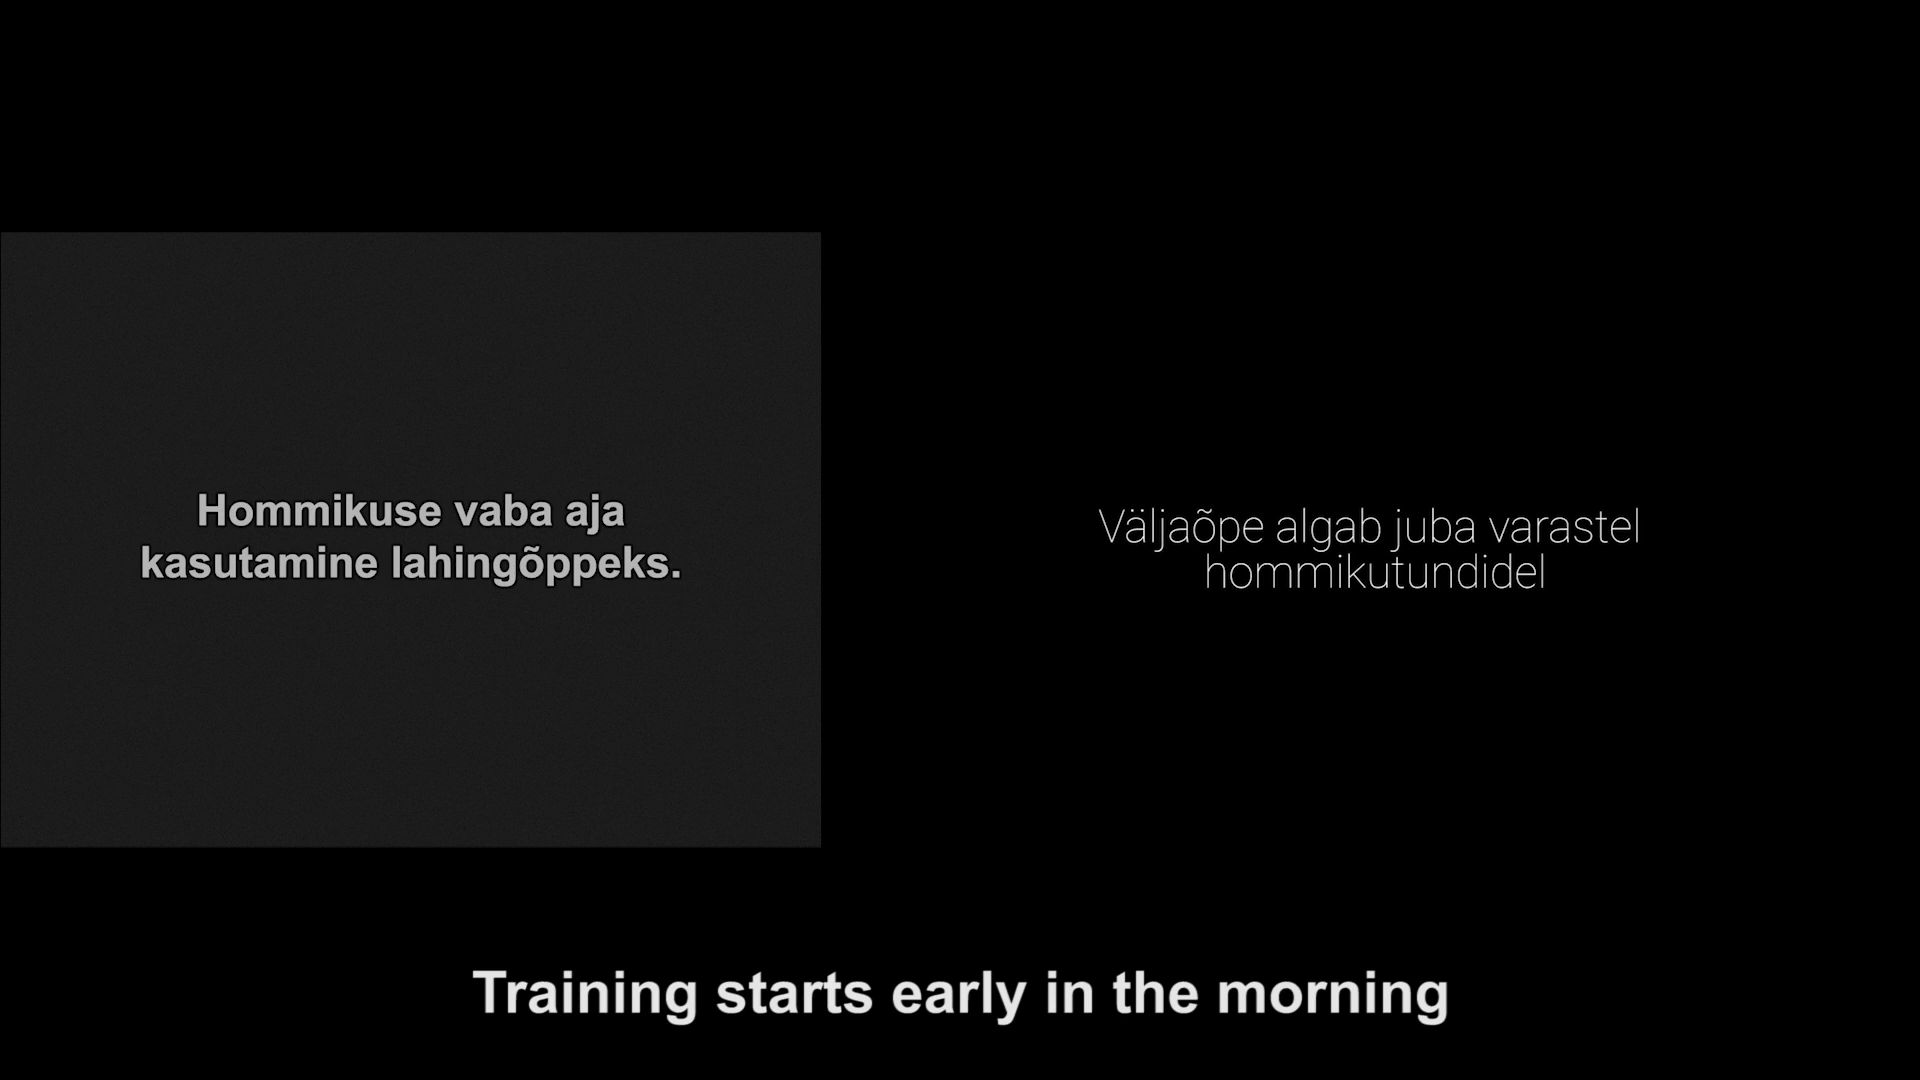 Hommikuse vaba aja
kasutamine lahingõppeks.
Väljaõpe algab juba varastel
hommikutundidel
Training starts early in the morning